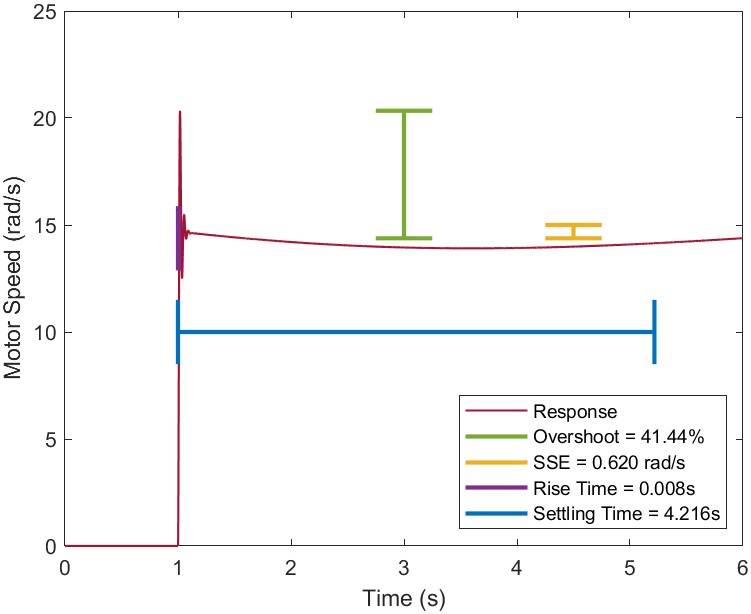 25
20
15
10
5
0
Motor Speed (rad/s)
Response
Overshoot = 41.44%
SSE = 0.620 rad/s
Rise Time = 0.008s
Settling Time = 4.216s
0 1 2 3 4 5 6
Time (s)